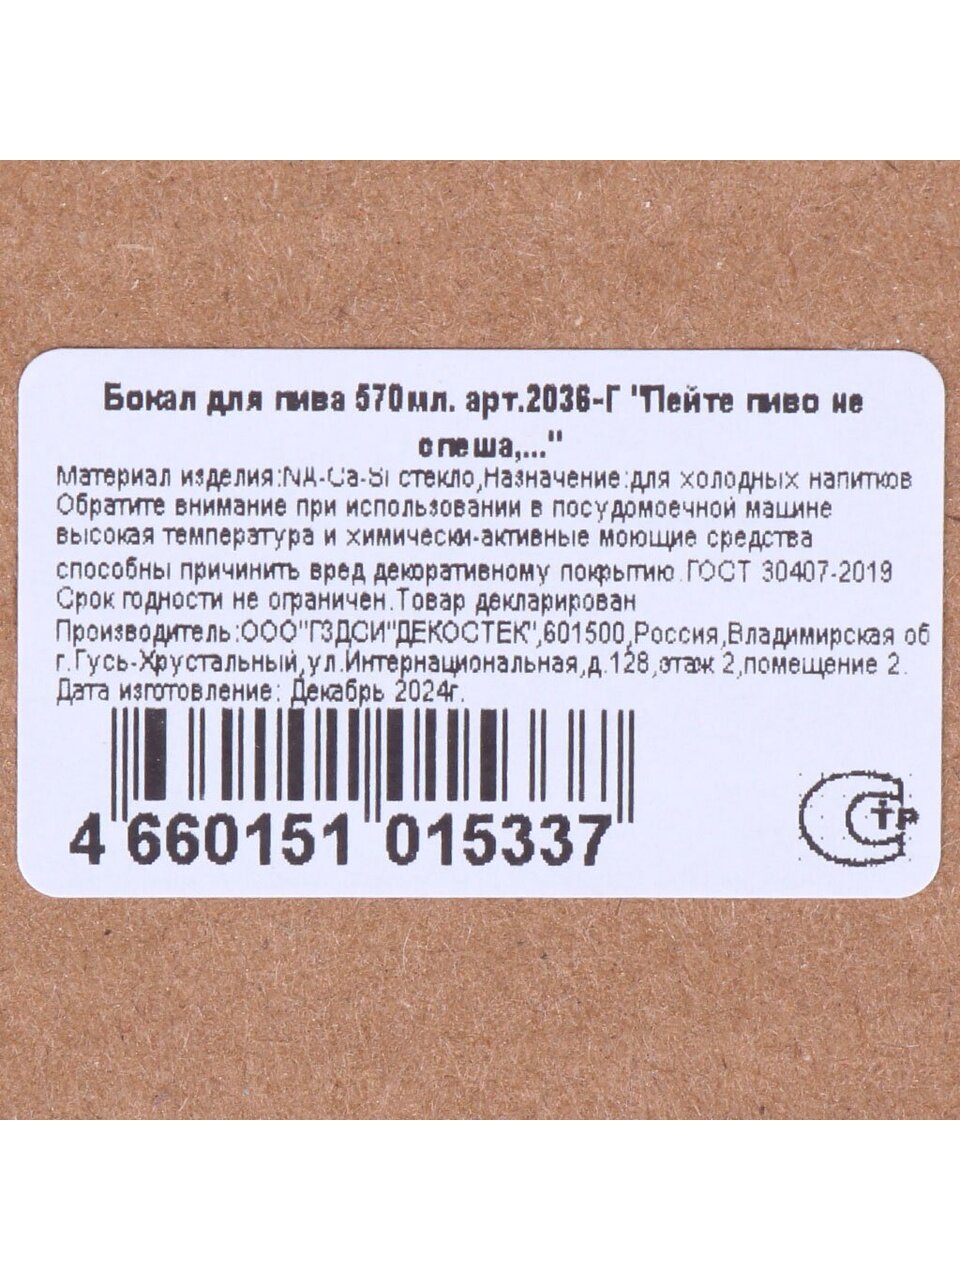 Бокал для пива 570мл. арт.2036-Г "Пейте пиво не
спеша,..."
Материал изделия:NA-Ca-Si стекло,Назначение:для холодных напитков
Обратите внимание при использовании в посудомоечной машине
высокая температура и химически-активные моющие средства
способны причинить вред декоративному покрытию.ГОСТ 30407-2019
Срок годности не ограничен.Товар декларирован
Производитель:ООО"ГЗДСИ"ДЕКОСТЕК",601500,Россия,Владимирская об
г.Гусь-Хрустальный,ул.Интернациональная,д.128,этаж 2,помещение 2.
Дата изготовление: Декабрь 2024г.
4 660151 015337
СТР